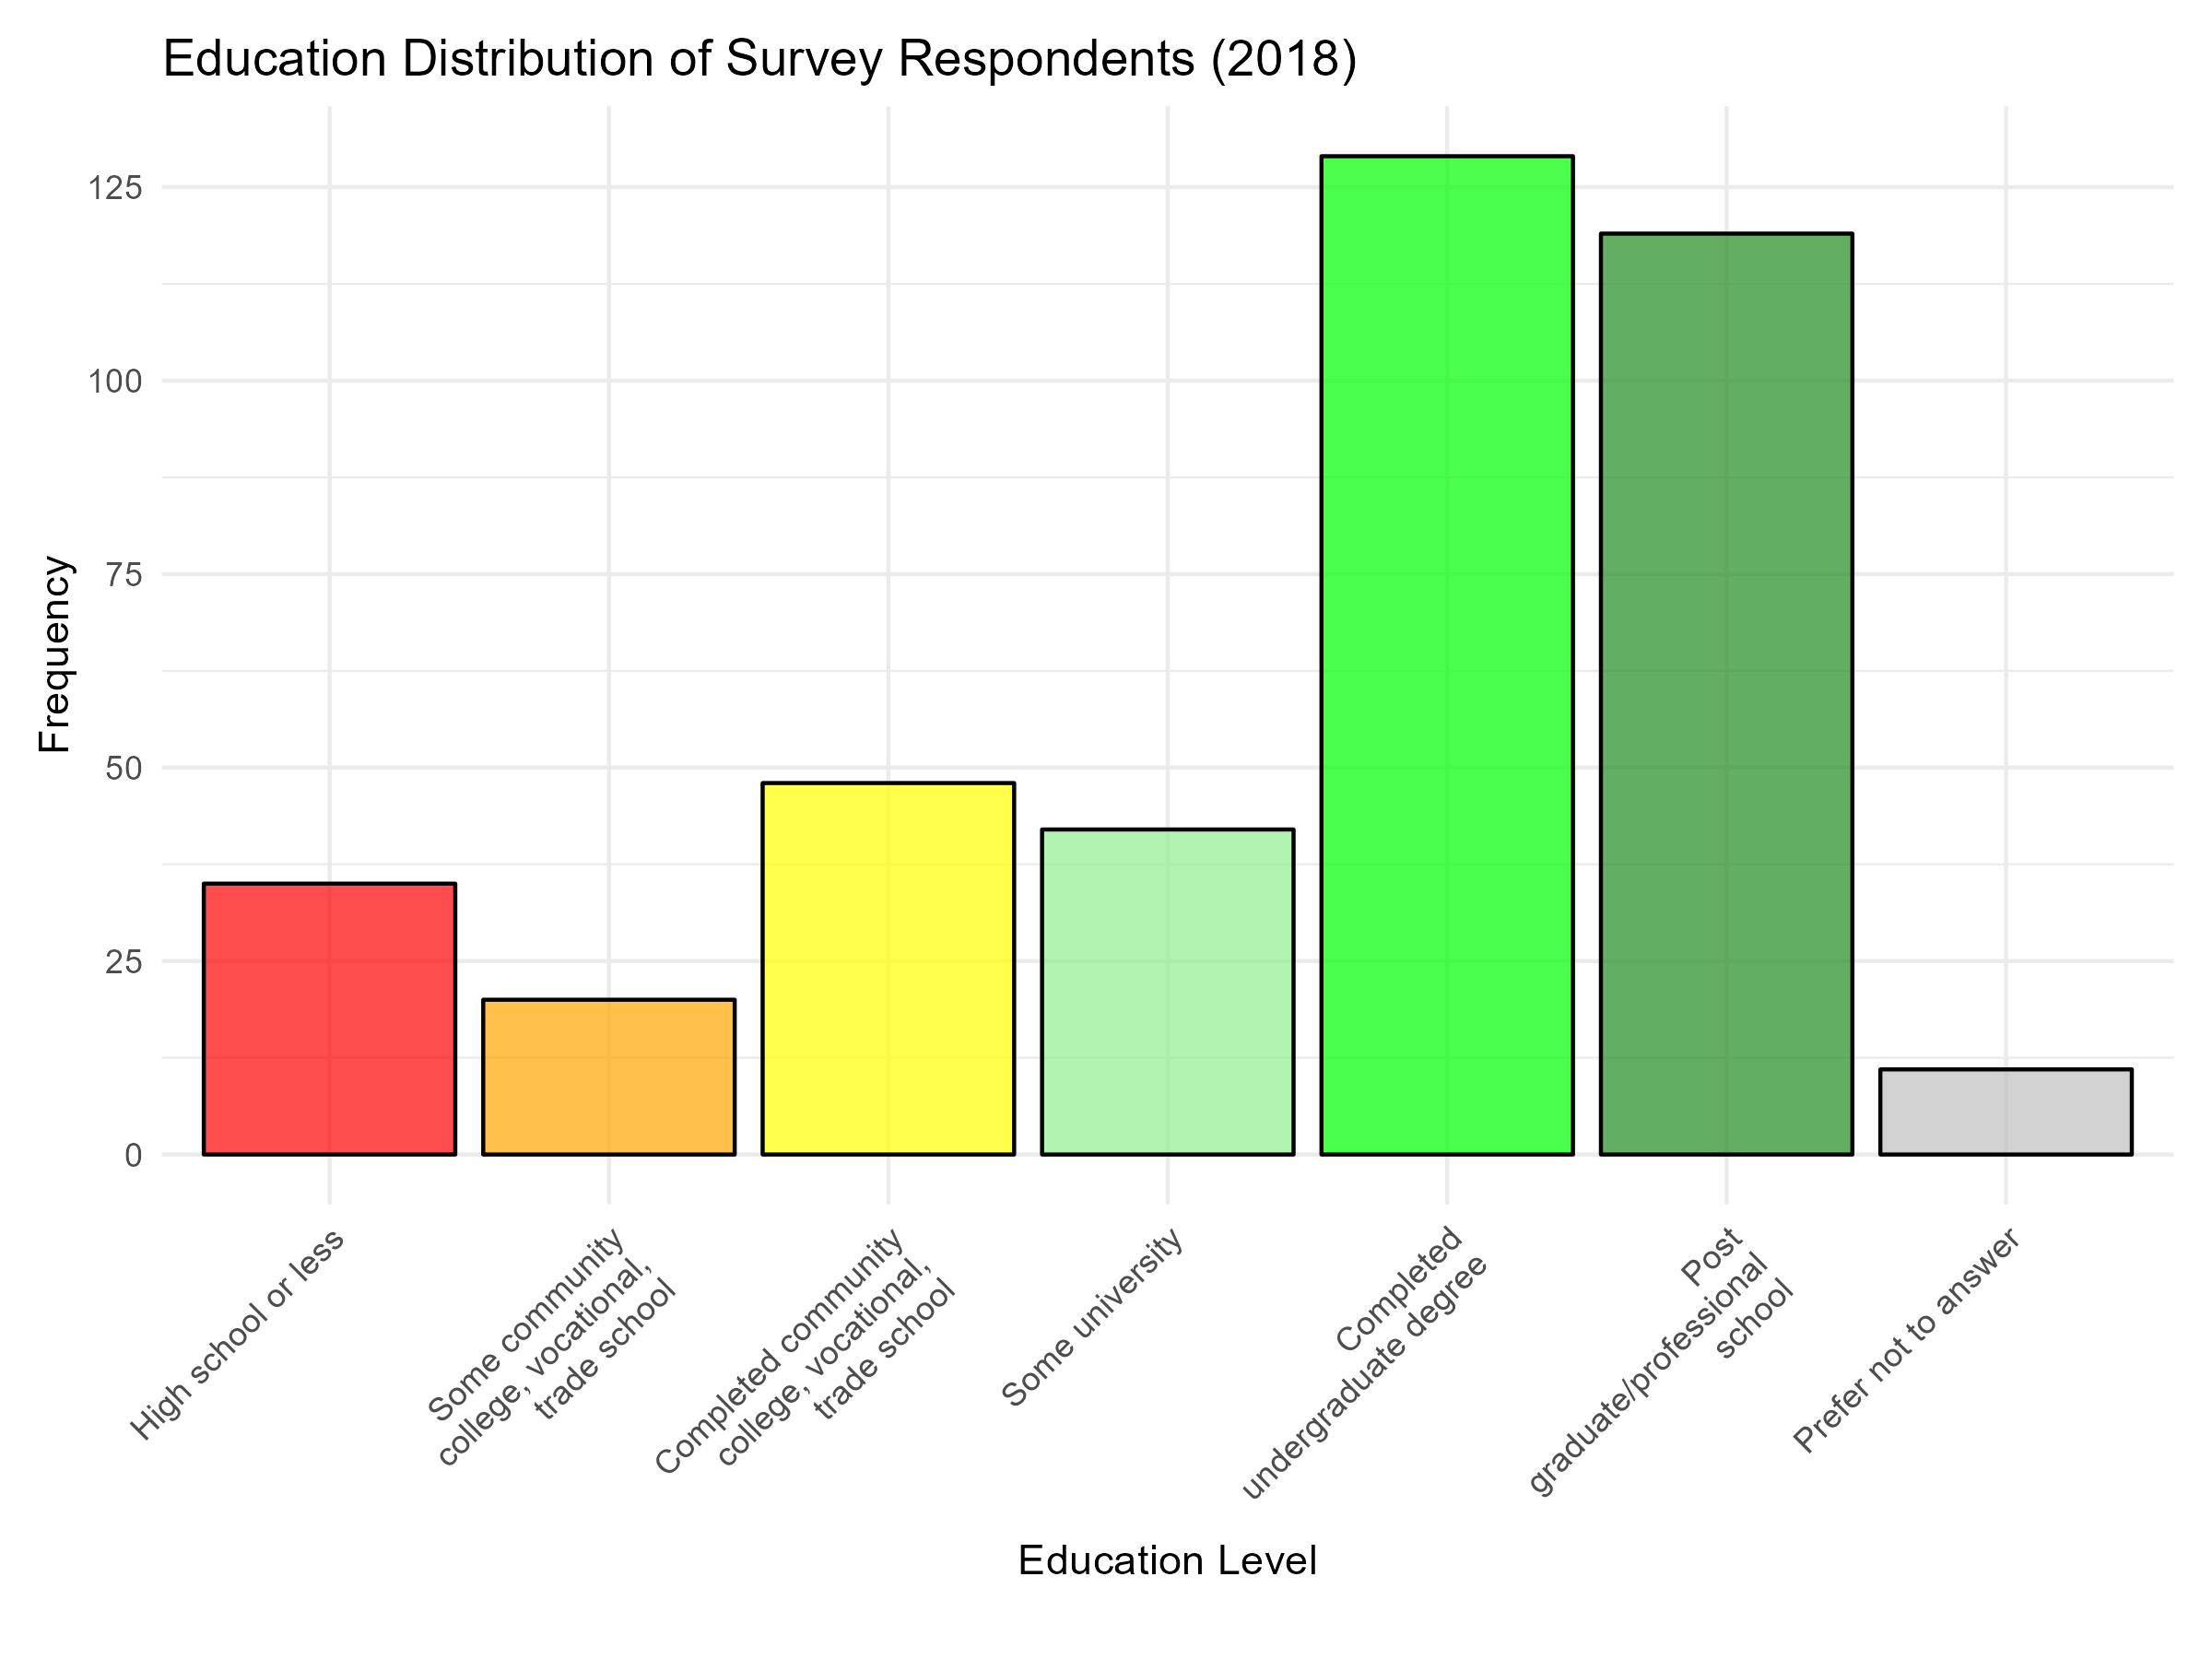 Education Distribution of Survey Respondents (2018)
125
100
75
50
25
0
Frequency
High school or less
Some community
college, vocational,
trade school
Completed community
college, vocational,
trade school
Some university
Completed
undergraduate degree
Post
graduate/professional
school
Prefer not to answer
Education Level